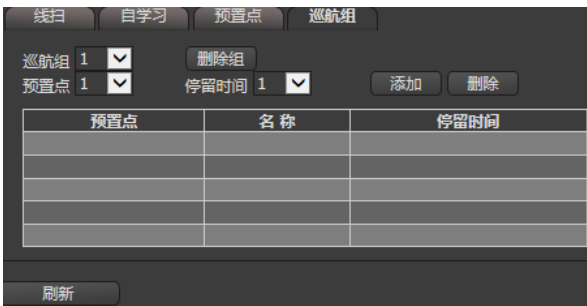 线扫 自学习 预置点 巡航组
巡航组 1 删除组
预置点 1 停留时间 1 添加 删除
预置点 名 称 停留时间
刷新